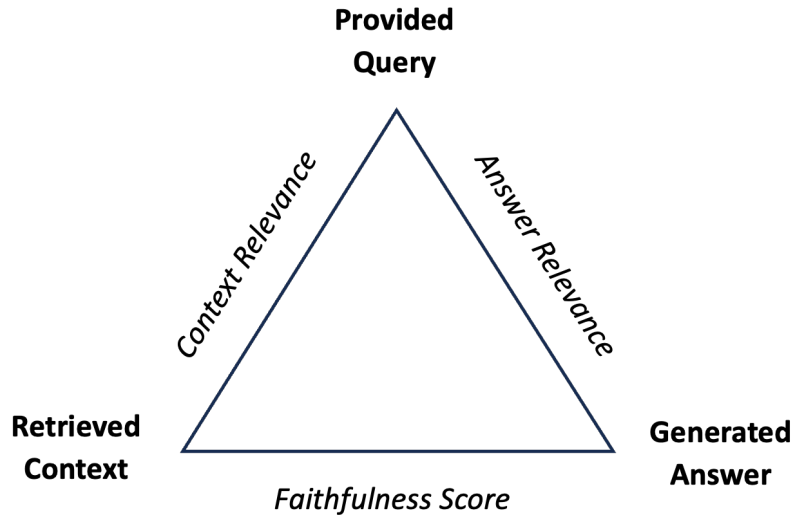 Provided
Query
Context Relevance
Answer Relevance
Retrieved
Context
Generated
Answer
Faithfulness Score